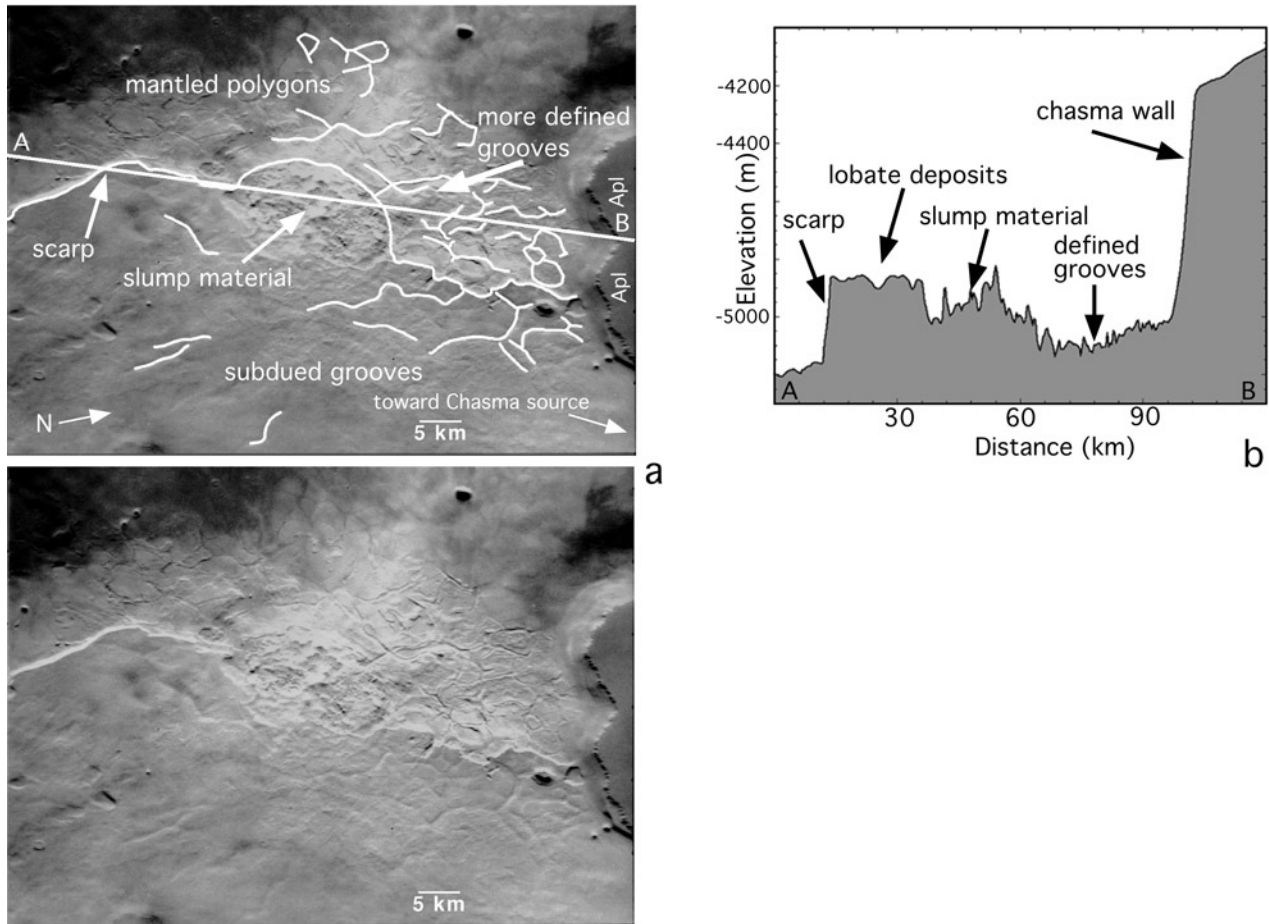 mantled polygons
more defined
grooves
A
Apl
B
scarp
slump material
Apl
subdued grooves
toward Chasma source
N
5 km
a
5 km
-4200
chasma wall
-4400
lobate deposits
scarp
slump material
defined
grooves
-5000
Elevation (m)
A
B
30
60
90
Distance (km)
b